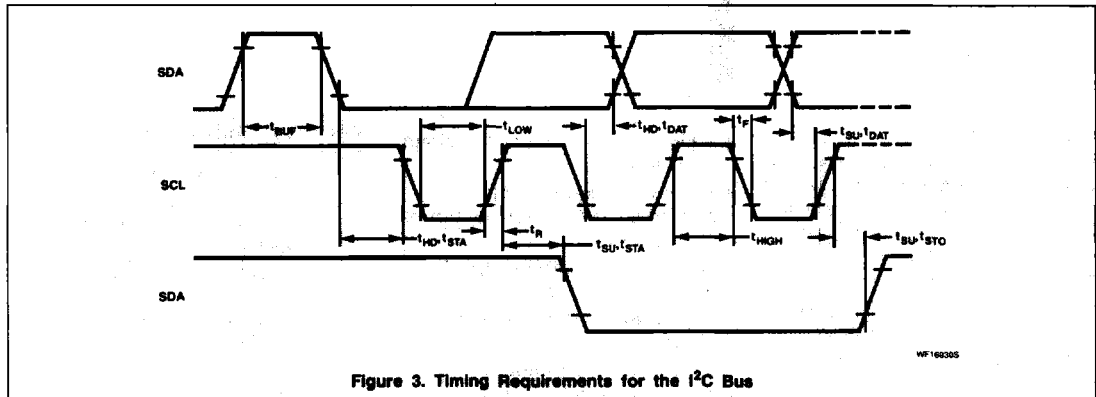 SDA
tBUF
tLOW
tHD,tDAT
tF
tSU,tDAT
SCL
tHD,tSTA
tR
tSU,tSTA
tHIGH
tSU,tSTO
SDA
WF16030S
Figure 3. Timing Requirements for the I²C Bus